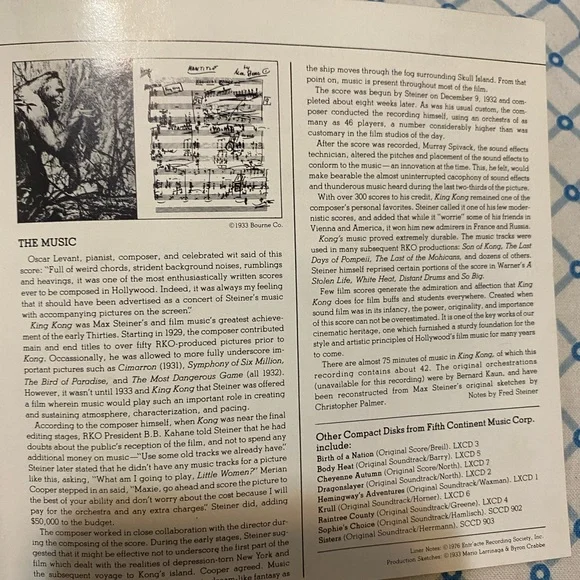 MAIN TITLE
©1933 Bourne Co.
THE MUSIC
Oscar Levant, pianist, composer, and celebrated wit said of this
score: "Full of weird chords, strident background noises, rumblings
and heavings, it was one of the most enthusiastically written scores
ever to be composed in Hollywood. Indeed, it was always my feeling
that it should have been advertised as a concert of Steiner's music
with accompanying pictures on the screen."
King Kong was Max Steiner's and film music's greatest achieve-
ment of the early Thirties. Starting in 1929, the composer contributed
main and end titles to over fifty RKO-produced pictures prior to
Kong. Occasionally, he was allowed to more fully underscore im-
portant pictures such as Cimarron (1931), Symphony of Six Million,
The Bird of Paradise, and The Most Dangerous Game (all 1932).
However, it wasn't until 1933 and King Kong that Steiner was offered
a film wherein music would play such an important role in creating
and sustaining atmosphere, characterization, and pacing.
According to the composer himself, when Kong was near the final
editing stages, RKO President B.B. Kahane told Steiner that he had
doubts about the public's reception of the film, and not to spend any
additional money on music—"Use some old tracks we already have."
Steiner later stated that he didn't have any music tracks for a picture
like this, asking, "What am I going to play, Little Women?" Merian
Cooper stepped in and said, "Maxie, go ahead and score the picture to
the best of your ability and don't worry about the cost because I will
pay for the orchestra and any extra charges." Steiner did, adding
$50,000 to the budget.
The composer worked in close collaboration with the director dur-
ing the composing of the score. During the early stages, Steiner sug-
gested that it might be effective not to underscore the first part of the
film which dealt with the realities of depression-torn New York and
the subsequent voyage to Kong's island. Cooper agreed. Music
fantasy as
the ship moves through the fog surrounding Skull Island. From that
point on, music is present throughout most of the film.
The score was begun by Steiner on December 9, 1932 and com-
pleted about eight weeks later. As was his usual custom, the com-
poser conducted the recording himself, using an orchestra of as
many as 46 players, a number considerably higher than was
customary in the film studios of the day.
After the score was recorded, Murray Spivack, the sound effects
technician, altered the pitches and placement of the sound effects to
conform to the music—an innovation at the time. This, he felt, would
make bearable the almost uninterrupted cacophony of sound effects
and thunderous music heard during the last two-thirds of the picture.
With over 300 scores to his credit, King Kong remained one of the
composer's personal favorites. Steiner called it one of his few moder-
nistic scores, and added that while it "worrie" some of his friends in
Vienna and America, it won him new admirers in France and Russia.
Kong's music proved extremely durable. The music tracks were
used in many subsequent RKO productions: Son of Kong, The Last
Days of Pompeii, The Last of the Mohicans, and dozens of others.
Steiner himself reprised certain portions of the score in Warner's A
Stolen Life, White Heat, Distant Drums and So Big.
Few film scores generate the admiration and affection that King
Kong does for film buffs and students everywhere. Created when
sound film was in its infancy, the power, originality, and importance
of this score can not be overestimated. It is one of the key works of our
cinematic heritage, one which furnished a sturdy foundation for the
style and artistic principles of Hollywood's film music for many years
to come.
There are almost 75 minutes of music in King Kong, of which this
recording contains about 42. The original orchestrations
(unavailable for this recording) were by Bernard Kaun, and have
been reconstructed from Max Steiner's original sketches by
Christopher Palmer. Notes by Fred Steiner
Other Compact Disks from Fifth Continent Music Corp.
include:
Birth of a Nation (Original Score/Breil). LXCD 3
Body Heat (Original Soundtrack/Barry). LXCD 5
Cheyenne Autumn (Original Score/North). LXCD 7
Dragonslayer (Original Soundtrack/North). LXCD 2
Hemingway's Adventures (Original Soundtrack/Waxman). LXCD 1
Krull (Original Soundtrack/Horner). LXCD 6
Raintree County (Original Soundtrack/Greene). LXCD 4
Sophie's Choice (Original Soundtrack/Hamlisch). SCCD 902
Sisters (Original Soundtrack/Herrmann). SCCD 903
Liner Notes: ©1976 Entr'acte Recording Society, Inc.
Production Sketches: ©1933 Mario Larrinaga & Byron Crabbe